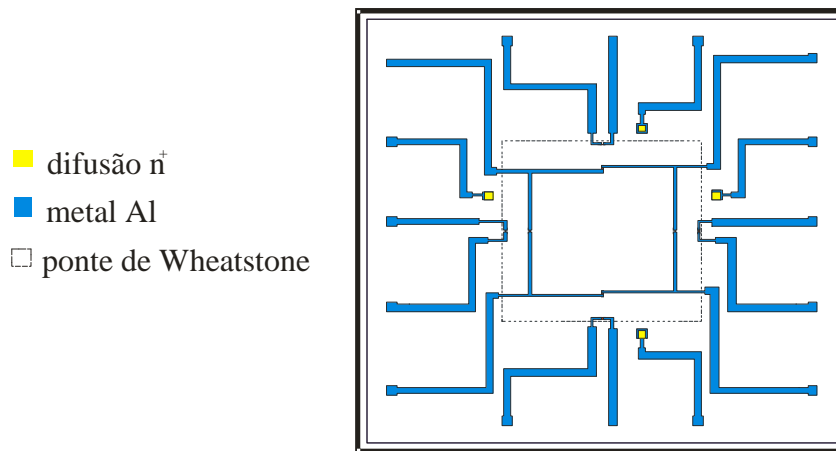 difusão n⁺
metal Al
ponte de Wheatstone